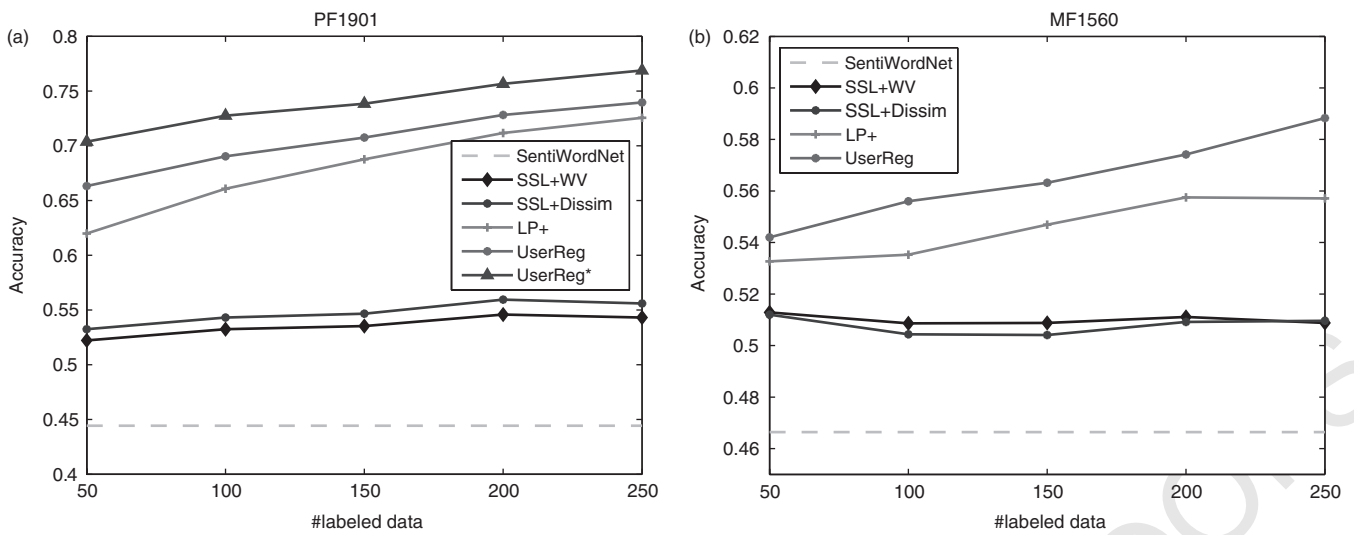 PF1901
(a)
0.8
0.75
0.7
0.65
0.6
0.55
0.5
0.45
0.4
Accuracy
50
100
150
200
250
#labeled data
SentiWordNet
SSL+WV
SSL+Dissim
LP+
UserReg
UserReg*
MF1560
(b)
0.62
0.6
0.58
0.56
0.54
0.52
0.5
0.48
0.46
Accuracy
50
100
150
200
250
#labeled data
SentiWordNet
SSL+WV
SSL+Dissim
LP+
UserReg